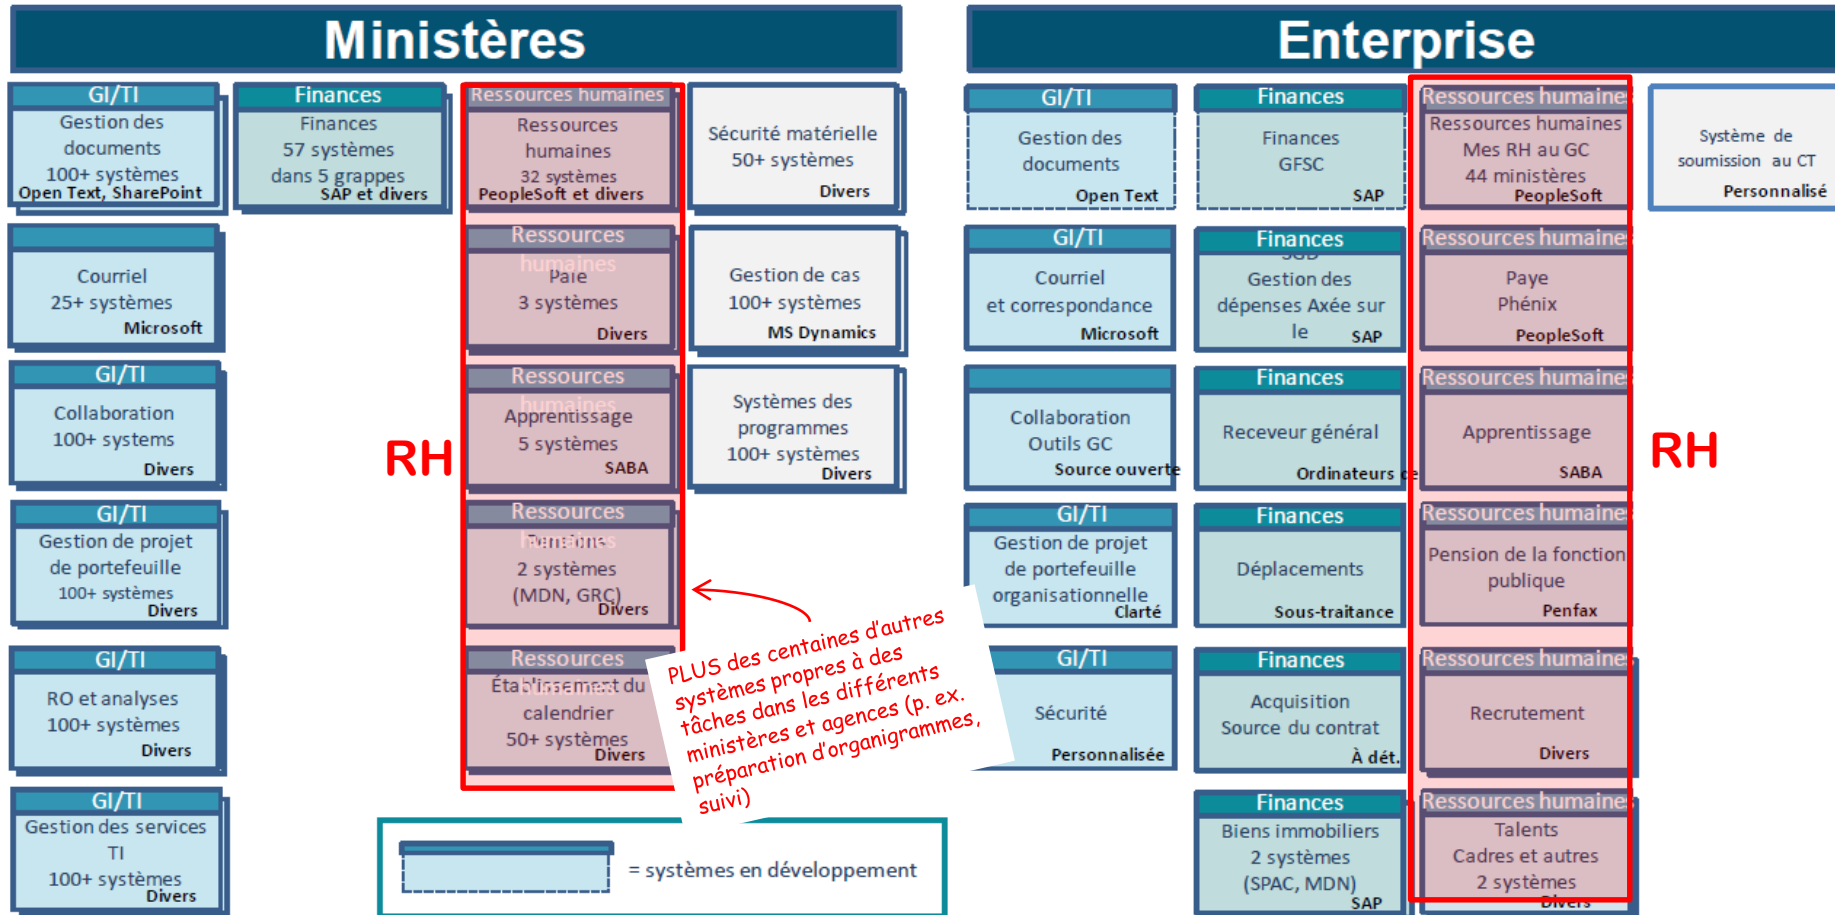 Ministères
GI/TI
Gestion des
documents
100+ systèmes
Open Text, SharePoint
Finances
Finances
57 systèmes
dans 5 grappes
SAP et divers
Ressources humaines
Ressources
humaines
32 systèmes
PeopleSoft et divers
Sécurité matérielle
50+ systèmes
Divers
Courriel
25+ systèmes
Microsoft
Ressources
humaines
Paie
3 systèmes
Divers
Gestion de cas
100+ systèmes
MS Dynamics
GI/TI
Collaboration
100+ systems
Divers
RH
Ressources
humaines
Apprentissage
5 systèmes
SABA
Systèmes des
programmes
100+ systèmes
Divers
GI/TI
Gestion de projet
de portefeuille
100+ systèmes
Divers
Ressources
humaines
2 systèmes
(MDN, GRC)
Divers
GI/TI
RO et analyses
100+ systèmes
Divers
Ressources
humaines
Établissement du
calendrier
50+ systèmes
Divers
PLUS des centaines d'autres
systèmes propres à des
tâches dans les différents
ministères et agences (p. ex.
préparation d'organigrammes,
suivi)
GI/TI
Gestion des services
TI
100+ systèmes
Divers
= systèmes en développement
Enterprise
GI/TI
Gestion des
documents
Open Text
Finances
Finances
GFSC
SAP
Ressources humaines
Ressources humaines
Mes RH au GC
44 ministères
PeopleSoft
Système de
soumission au CT
Personnalisé
GI/TI
Courriel
et correspondance
Microsoft
Finances
SGD
Gestion des
dépenses Axée sur
le
SAP
Ressources humaines
Paye
Phénix
PeopleSoft
Collaboration
Outils GC
Source ouverte
Finances
Receveur général
Ordinateurs de
Ressources humaines
Apprentissage
SABA
RH
GI/TI
Gestion de projet
de portefeuille
organisationnelle
Clarté
Finances
Déplacements
Sous-traitance
Ressources humaines
Pension de la fonction
publique
Penfax
GI/TI
Sécurité
Personnalisée
Finances
Acquisition
Source du contrat
À dét.
Ressources humaines
Recrutement
Divers
Finances
Biens immobiliers
2 systèmes
(SPAC, MDN)
SAP
Ressources humaines
Talents
Cadres et autres
2 systèmes
Divers